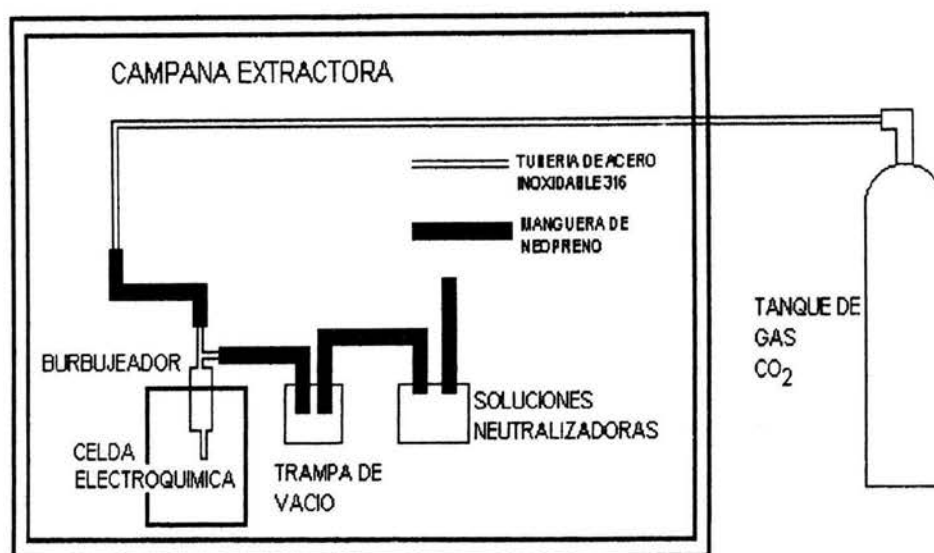 CAMPANA EXTRACTORA
TUBERIA DE ACERO
INOXIDABLE 316
MANGUERA DE
NEOPRENO
TANQUE DE
GAS
CO2
BURBUJEADOR
SOLUCIONES
NEUTRALIZADORAS
CELDA
ELECTROQUIMICA
TRAMPA DE
VACIO